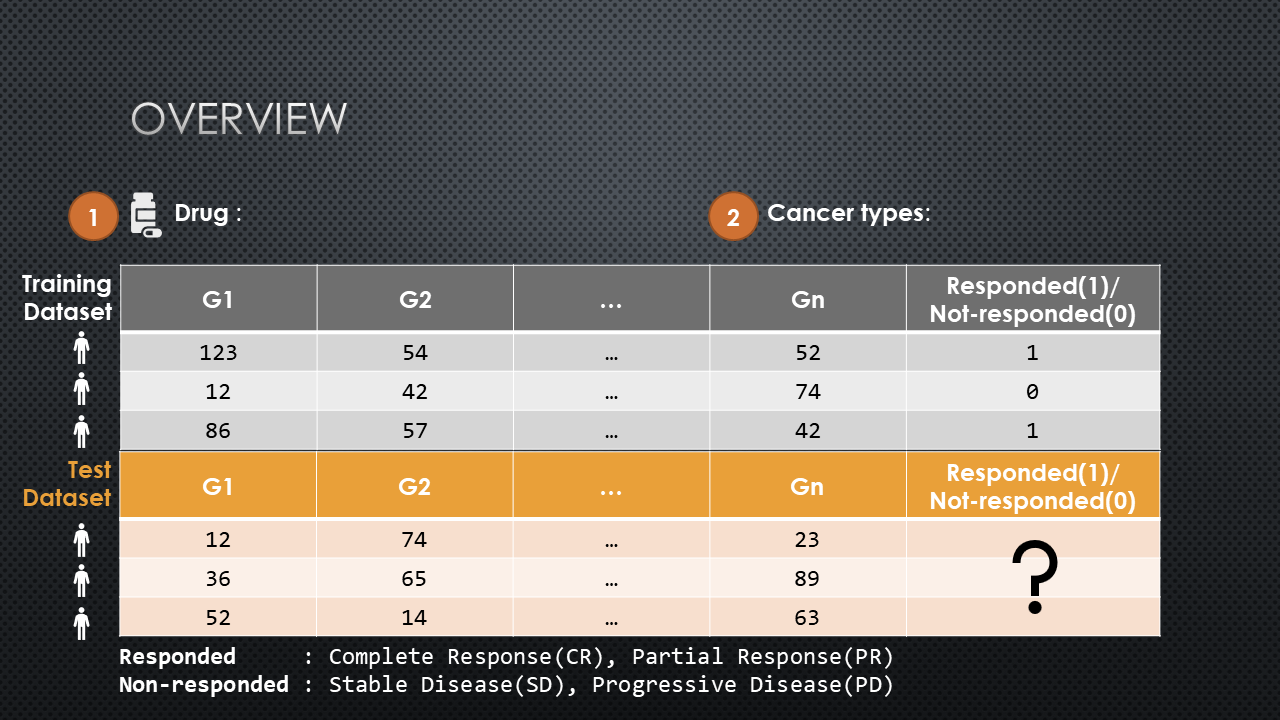 OVERVIEW
1 Drug :
2 Cancer types:
Training
Dataset
G1 G2 … Gn Responded(1)/
Not-responded(0)
123 54 … 52 1
12 42 … 74 0
86 57 … 42 1
Test
Dataset
G1 G2 … Gn Responded(1)/
Not-responded(0)
12 74 … 23
36 65 … 89
?
52 14 … 63
Responded : Complete Response(CR), Partial Response(PR)
Non-responded : Stable Disease(SD), Progressive Disease(PD)